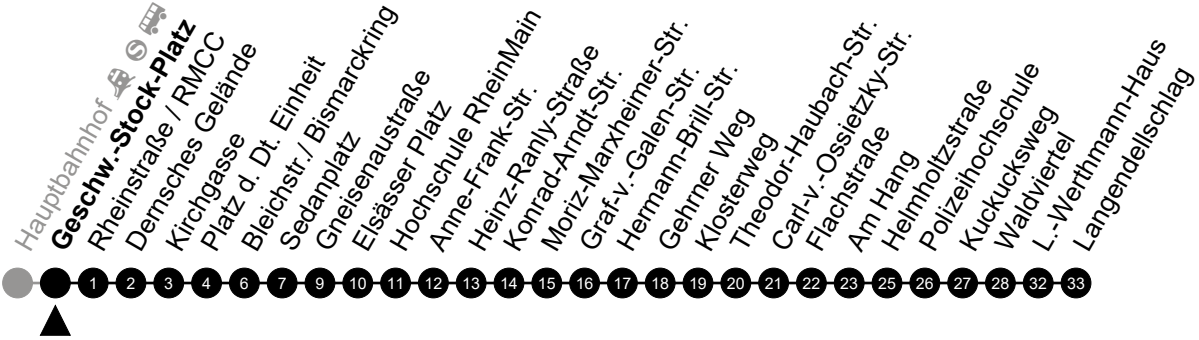 Hauptbahnhof S
Geschw.-Stock-Platz
Rheinstraße / RMCC
Dernsches Gelände
Kirchgasse
Platz d. Dt. Einheit
Bleichstr./ Bismarckring
Sedanplatz
Gneisenaustraße
Elsässer Platz
Hochschule RheinMain
Anne-Frank-Str.
Heinz-Ranly-Straße
Konrad-Arndt-Str.
Moriz-Marxheimer-Str.
Graf-v.-Galen-Str.
Hermann-Brill-Str.
Gehrner Weg
Klosterweg
Theodor-Haubach-Str.
Carl-v.-Ossietzky-Str.
Flachstraße
Am Hang
Helmholtzstraße
Polizeihochschule
Kuckucksweg
Waldviertel
L.-Werthmann-Haus
Langendellschlag
1 2 3 4 6 7 9 10 11 12 13 14 15 16 17 18 19 20 21 22 23 25 26 27 28 32 33